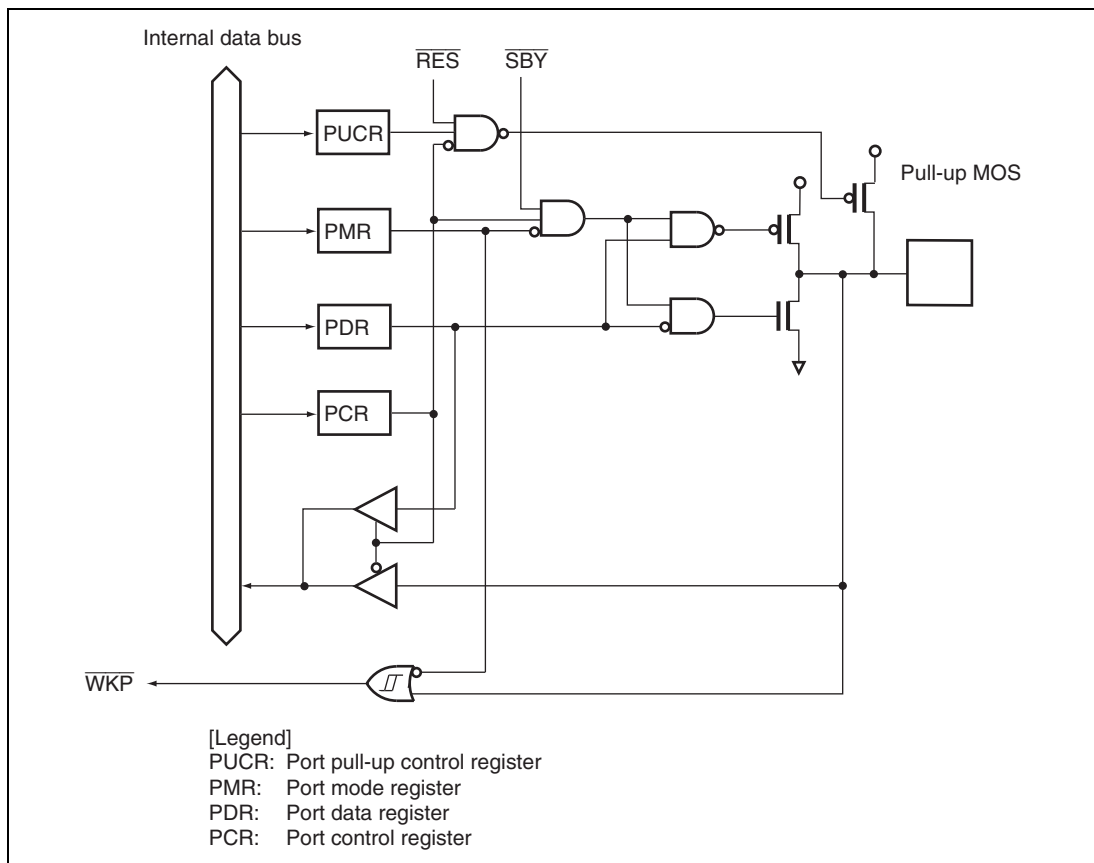 Internal data bus
RES
SBY
PUCR
Pull-up MOS
PMR
PDR
PCR
WKP
[Legend]
PUCR: Port pull-up control register
PMR: Port mode register
PDR: Port data register
PCR: Port control register